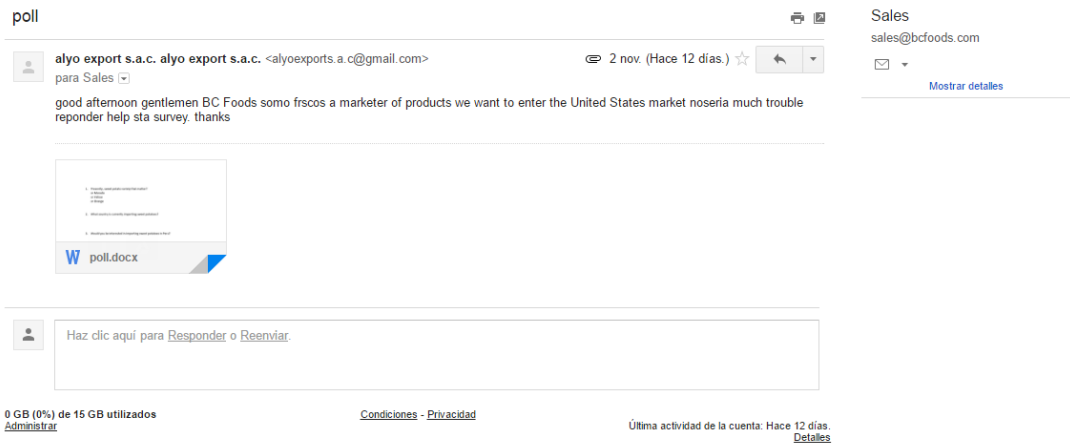 poll
Sales
sales@bcfoods.com
Mostrar detalles
alyo export s.a.c. alyo export s.a.c. <alyoexports.a.c@gmail.com>
2 nov. (Hace 12 días.)
para Sales
good afternoon gentlemen BC Foods somo frscos a marketer of products we want to enter the United States market noseria much trouble
reponder help sta survey. thanks
W poll.docx
Haz clic aquí para Responder o Reenviar.
0 GB (0%) de 15 GB utilizados
Administrar
Condiciones - Privacidad
Última actividad de la cuenta: Hace 12 días.
Detalles